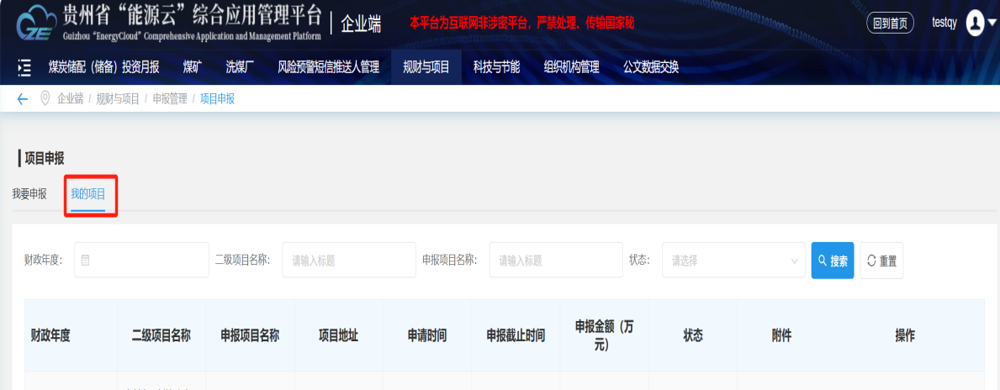 贵州省“能源云”综合应用管理平台
Guizhou “EnergyCloud” Comprehensive Application and Management Platform
企业端
本平台为互联网非涉密平台，严禁处理、传输国家秘
回到首页
testqy
煤炭储配（储备）投资月报 煤矿 洗煤厂 风险预警短信推送人管理 规财与项目 科技与节能 组织机构管理 公文数据交换
企业端 / 规财与项目 / 申报管理 / 项目申报
项目申报
我要申报 我的项目
财政年度： 二级项目名称： 请输入标题 申报项目名称： 请输入标题 状态： 请选择 搜索 重置
财政年度 二级项目名称 申报项目名称 项目地址 申请时间 申报截止时间 申报金额（万元） 状态 附件 操作